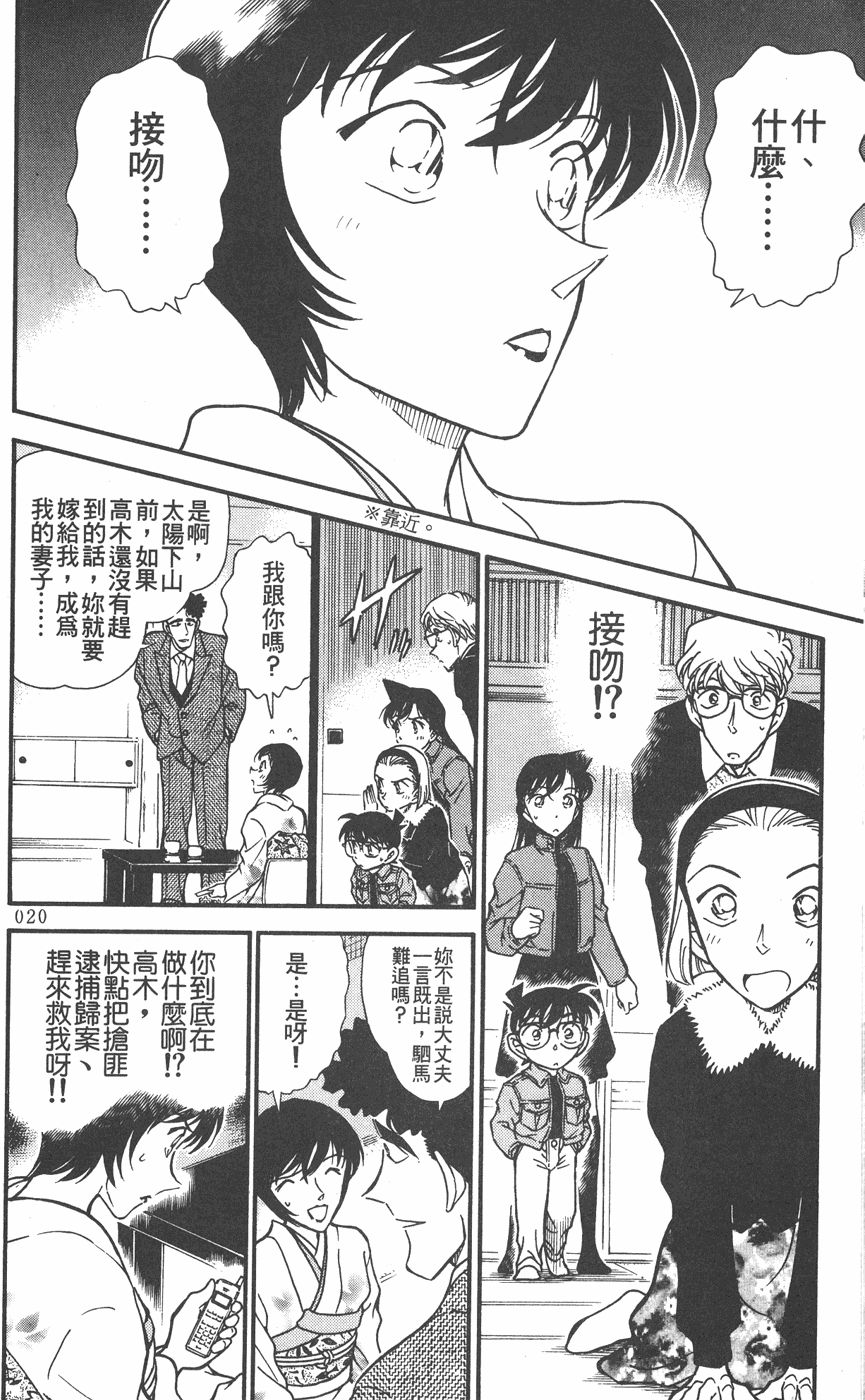 什、
什麼……
接吻……
接吻!?
※靠近。
我跟你嗎?
是啊,
太陽下山
前,如果
高木還沒有趕
到的話,妳就要
嫁給我,成為
我的妻子……
020
妳不是說大丈夫
一言既出,駟馬
難追嗎?
是…是呀!
你到底在
做什麼啊!?
高木,
快點把搶匪
逮捕歸案、
趕來救我呀!!